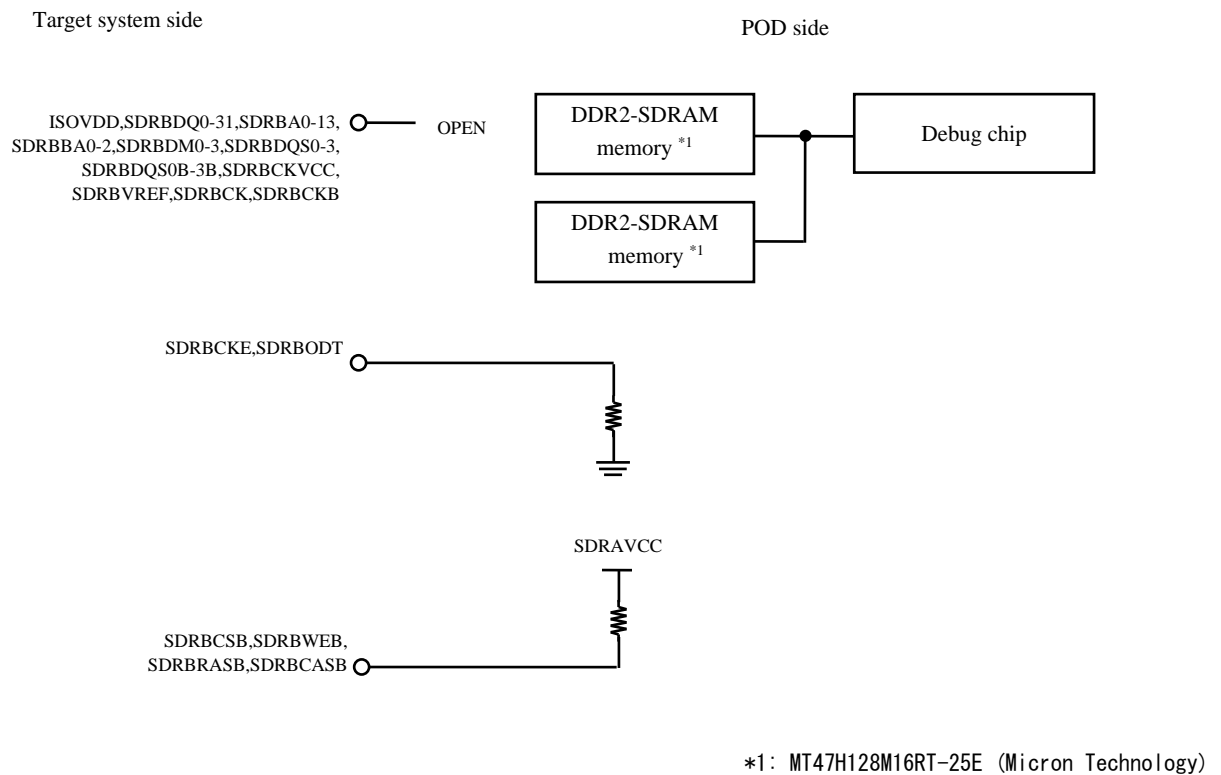 Target system side
POD side
ISOVDD,SDRBDQ0-31,SDRBA0-13,
SDRBBA0-2,SDRBDM0-3,SDRBDQS0-3,
SDRBDQS0B-3B,SDRBCKVCC,
SDRBVREF,SDRBCK,SDRBCKB
OPEN
DDR2-SDRAM
memory *1
Debug chip
DDR2-SDRAM
memory *1
SDRBCKE,SDRBODT
SDRAVCC
SDRBCSB,SDRBWEB,
SDRBRASB,SDRBCASB
*1: MT47H128M16RT-25E (Micron Technology)